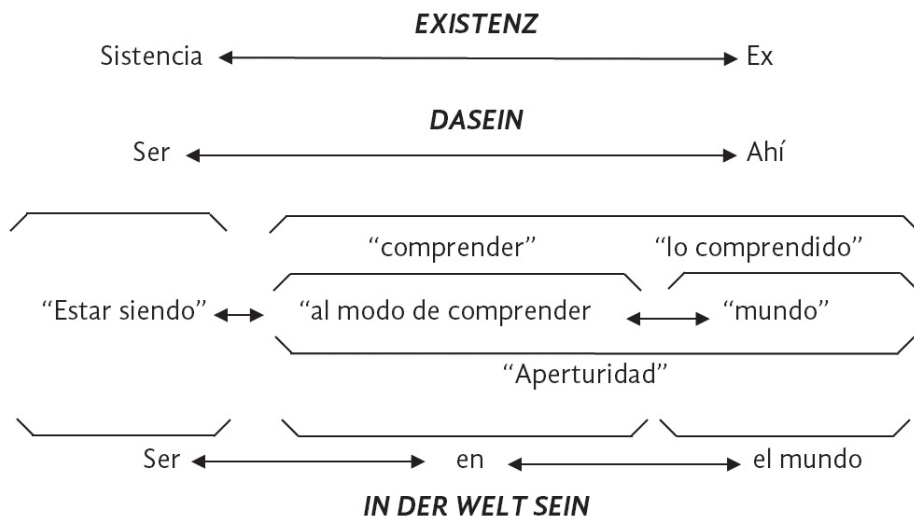 EXISTENZ
Sistencia Ex
DASEIN
Ser Ahí
“comprender” “lo comprendido”
“Estar siendo” “al modo de comprender “mundo”
“Aperturidad”
Ser en el mundo
IN DER WELT SEIN